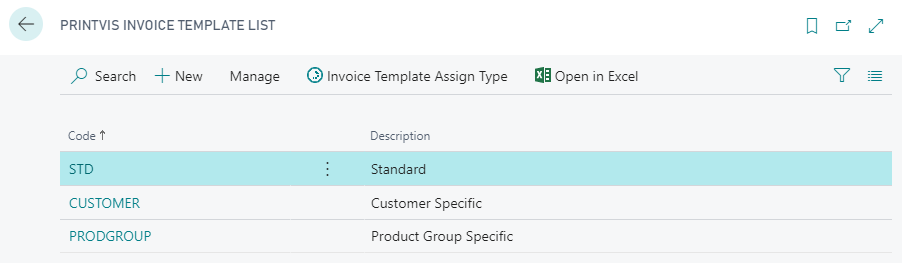 PRINTVIS INVOICE TEMPLATE LIST
Search New Manage Invoice Template Assign Type Open in Excel
Code ↑ Description
STD Standard
CUSTOMER Customer Specific
PRODGROUP Product Group Specific